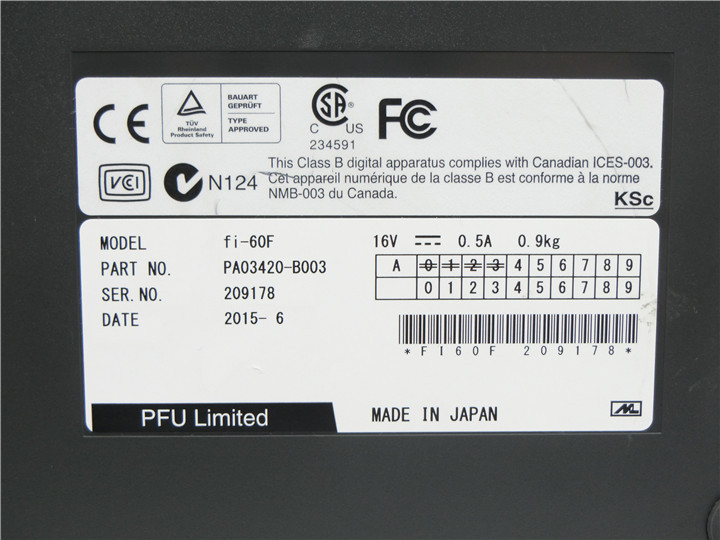 CE
TÜV
Rheinland
Product Safety
BAUART
GEPRÜFT
TYPE
APPROVED
SA
C US
234591
FC
VCI
N124
This Class B digital apparatus complies with Canadian ICES-003.
Cet appareil numérique de la classe B est conforme à la norme
NMB-003 du Canada.
KSc
MODEL fi-60F 16V 0.5A 0.9kg
PART NO. PA03420-B003
A 0 1 2 3 4 5 6 7 8 9
SER. NO. 209178
0 1 2 3 4 5 6 7 8 9
DATE 2015- 6
*FI60F 209178*
PFU Limited
MADE IN JAPAN